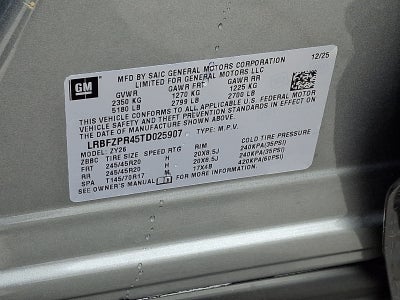 GM
MFD BY SAIC GENERAL MOTORS CORPORATION 12/25
LIMITED FOR GENERAL MOTORS LLC
GVWR GAWR FRT GAWR RR
2350 KG 1270 KG 1225 KG
5180 LB 2799 LB 2700 LB
THIS VEHICLE CONFORMS TO ALL APPLICABLE U.S. FEDERAL MOTOR
VEHICLE SAFETY AND THEFT PREVENTION STANDARDS IN EFFECT ON
THE DATE OF MANUFACTURE SHOWN ABOVE.
LRBFZPR45TD025907 TYPE: M.P.V.
MODEL: ZY26
2BBC TIRE SIZE SPEED RTG RIM COLD TIRE PRESSURE
FRT 245/45R20 H 20X8.5J 240KPA(35PSI)
RR 245/45R20 H 20X8.5J 240KPA(35PSI)
SPA T145/70R17 M 17X4B 420KPA(60PSI)
SEE OWNER'S MANUAL FOR MORE INFORMATION.